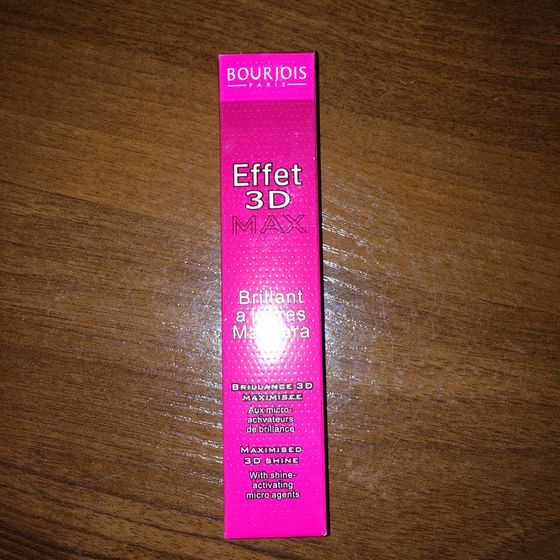 BOURJOIS
PARIS
Effet
3D
MAX
Brillant
a
BRILLANCE 3D
MAXIMISEE
Aux micro-
activateurs
de brillance
MAXIMISED
3D SHINE
With shine-
activating
micro agents